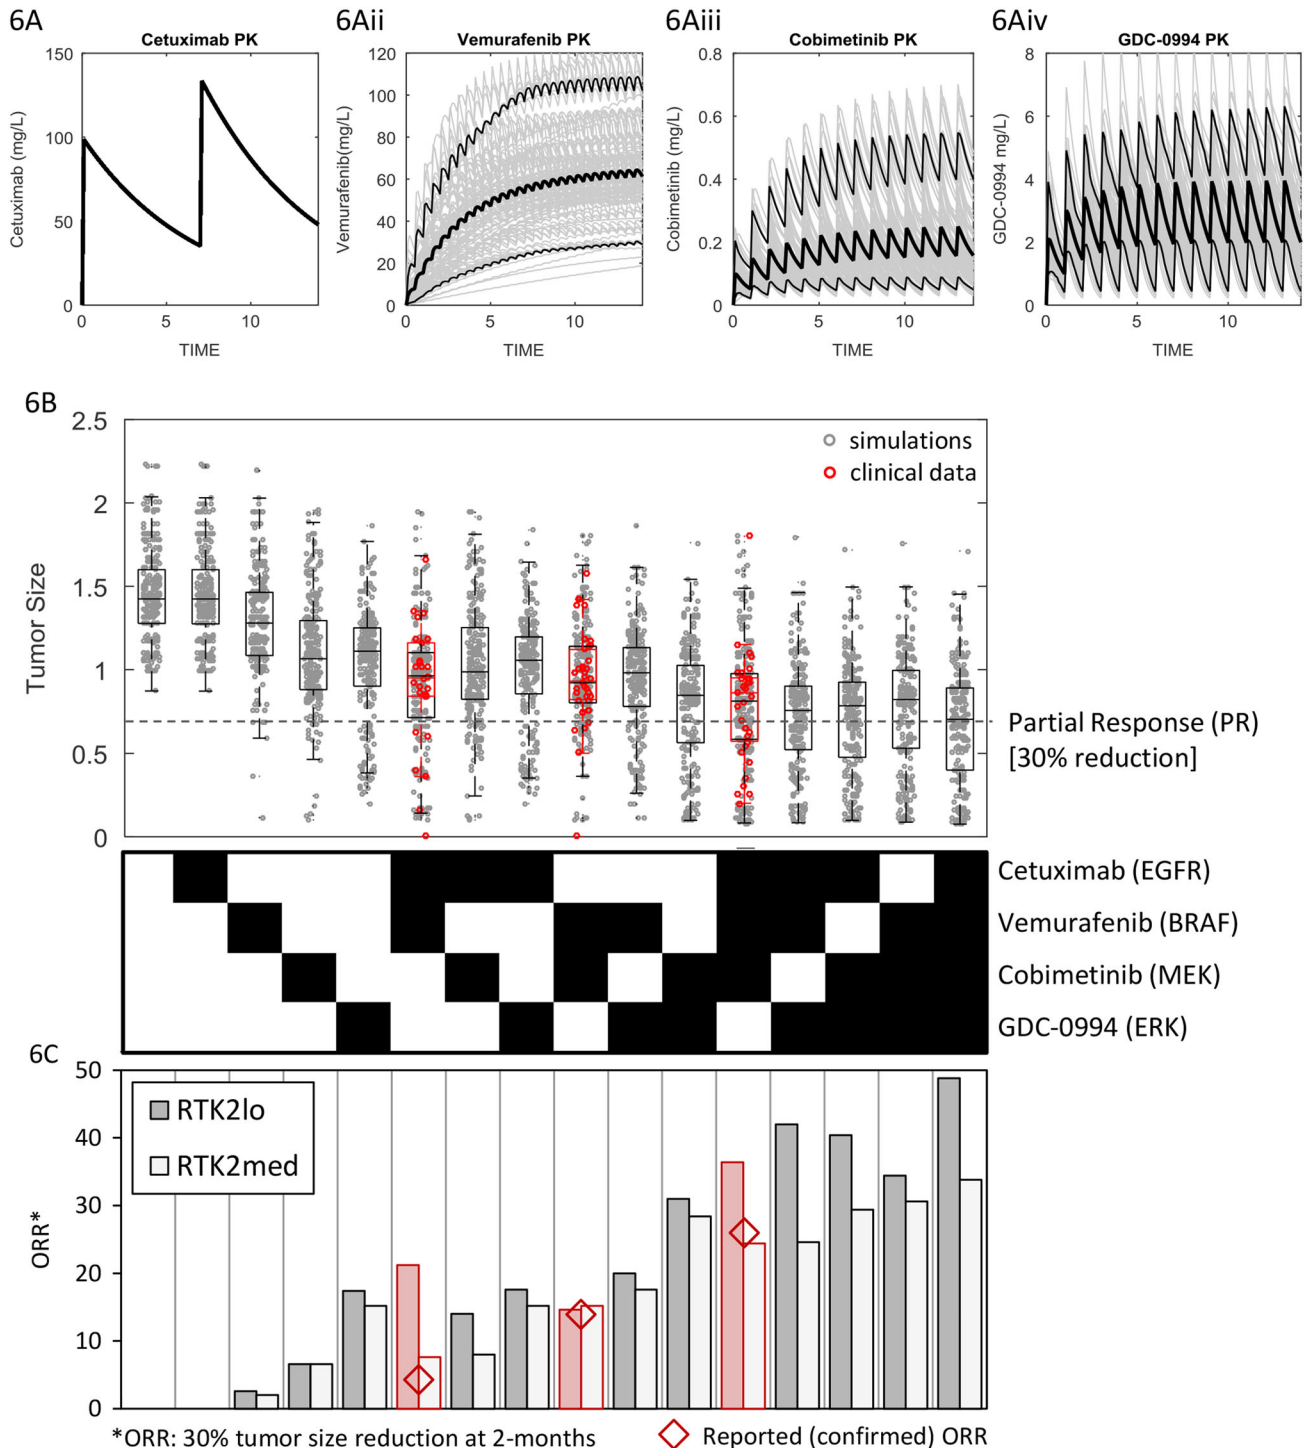 6A
6Aii
6Aiii
6Aiv
Cetuximab PK
Vemurafenib PK
Cobimetinib PK
GDC-0994 PK
Cetuximab (mg/L)
150
100
50
0
0 5 10
TIME
Vemurafenib(mg/L)
120
100
80
60
40
20
0
0 5 10
TIME
Cobimetinib (mg/L)
0.8
0.6
0.4
0.2
0
0 5 10
TIME
GDC-0994 mg/L)
8
6
4
2
0
0 5 10
TIME
6B
Tumor Size
2.5
2
1.5
1
0.5
0
simulations
clinical data
Partial Response (PR)
[30% reduction]
Cetuximab (EGFR)
Vemurafenib (BRAF)
Cobimetinib (MEK)
GDC-0994 (ERK)
6C
ORR*
50
40
30
20
10
0
RTK2lo
RTK2med
*ORR: 30% tumor size reduction at 2-months
Reported (confirmed) ORR